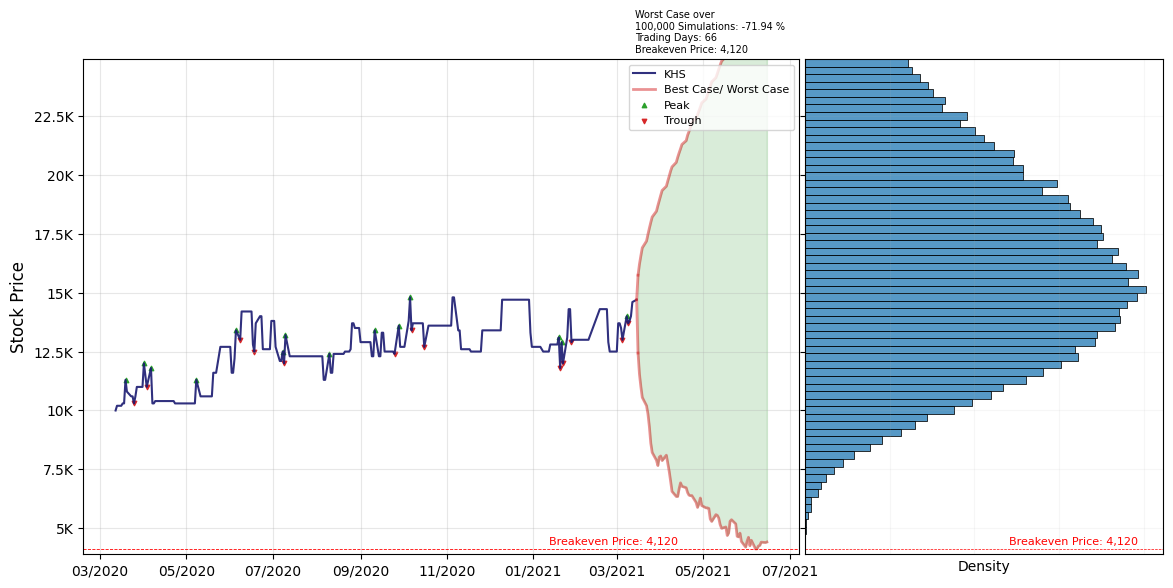 Worst Case over
100,000 Simulations: -71.94 %
Trading Days: 66
Breakeven Price: 4,120
KHS
Best Case/ Worst Case
Peak
Trough
Stock Price
22.5K
20K
17.5K
15K
12.5K
10K
7.5K
5K
Breakeven Price: 4,120
Breakeven Price: 4,120
03/2020
05/2020
07/2020
09/2020
11/2020
01/2021
03/2021
05/2021
07/2021
Density